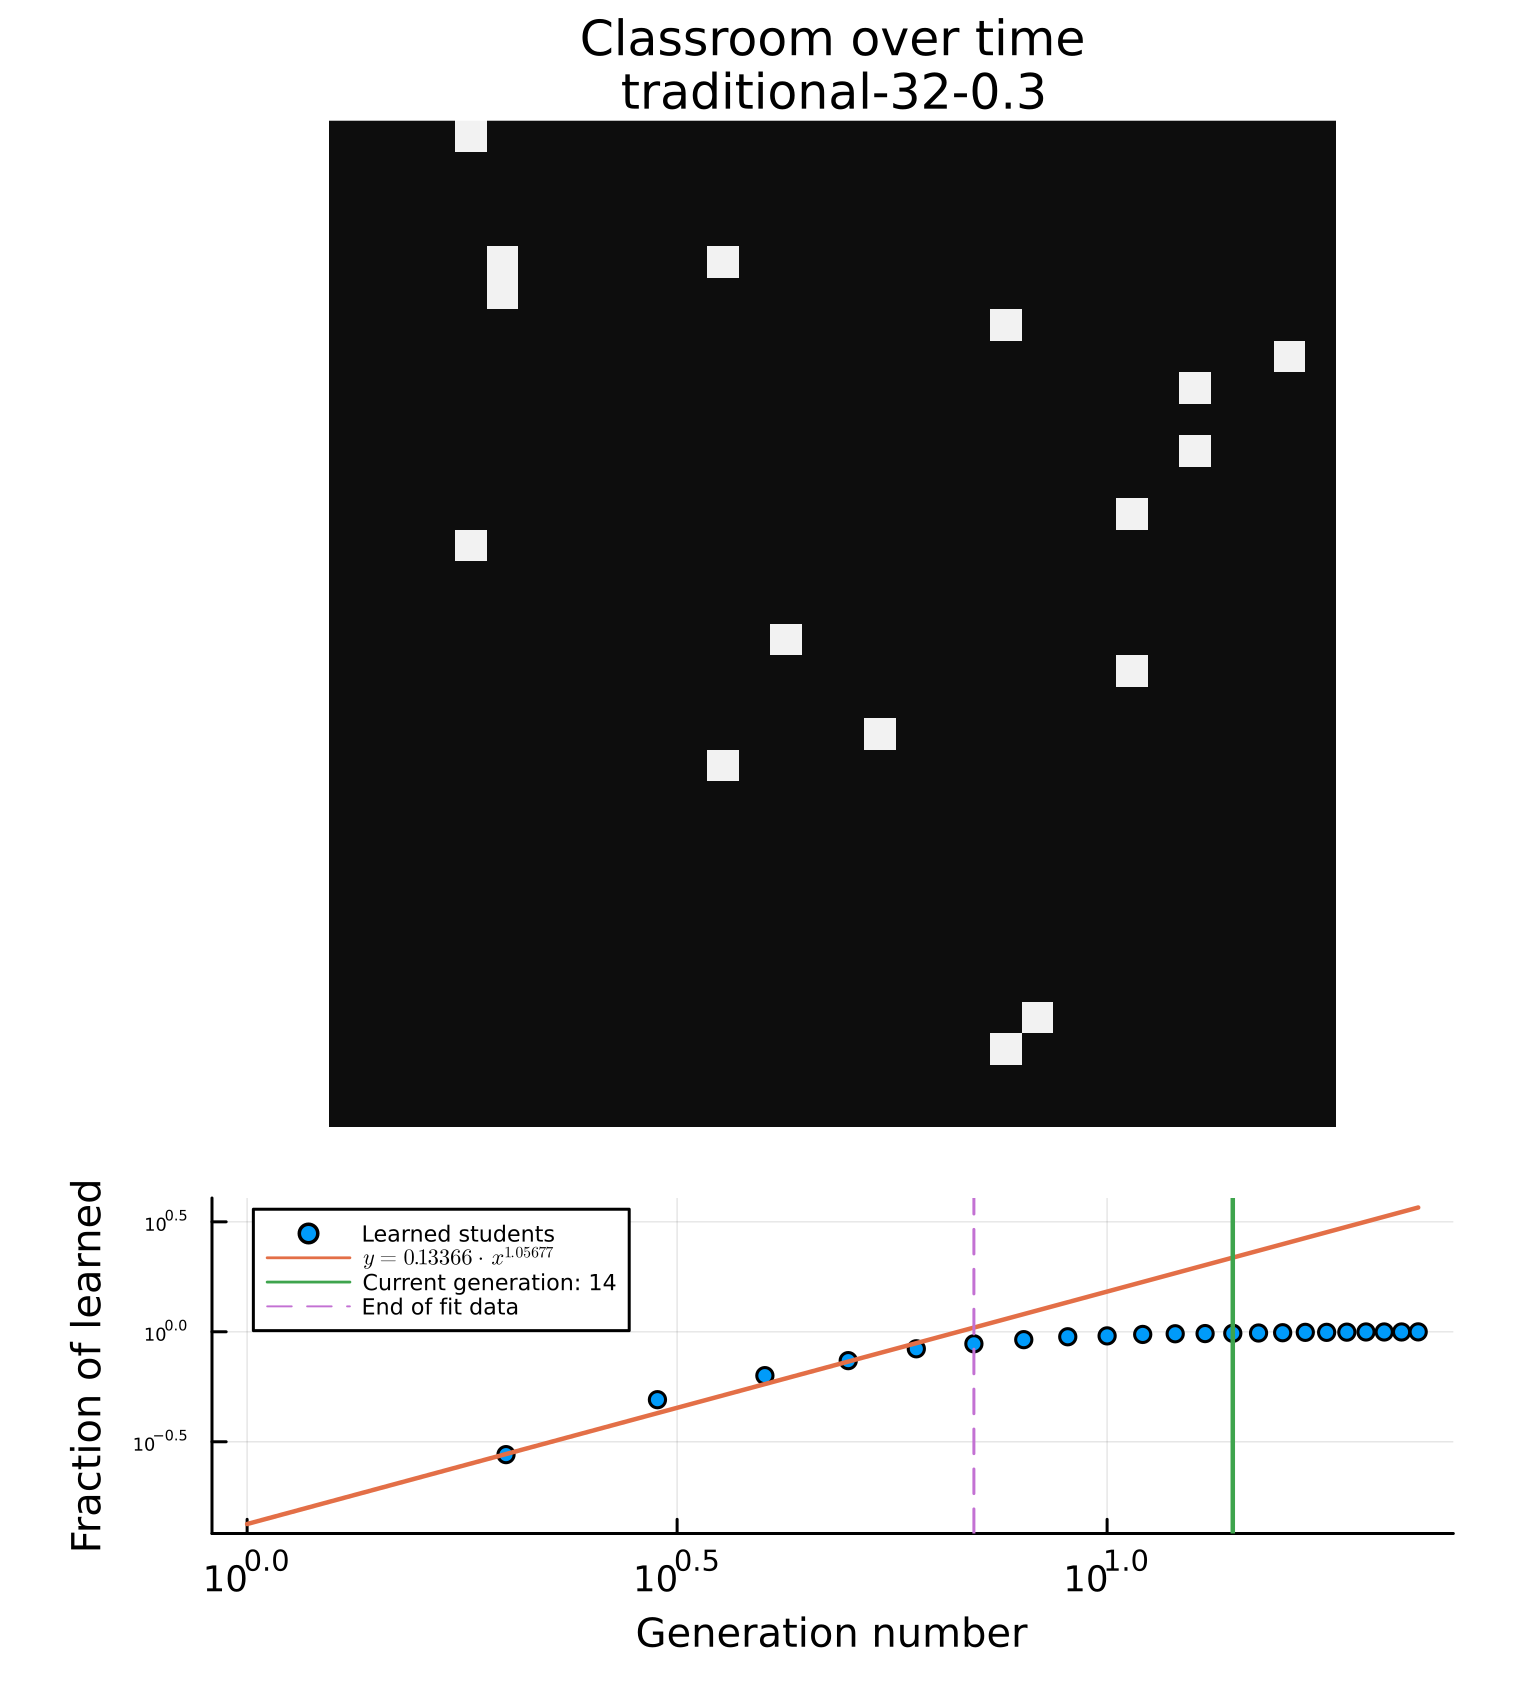 Classroom over time
traditional-32-0.3
Fraction of learned
10^0.5
10^0.0
10^−0.5
Learned students
y = 0.13366 · x^1.05677
Current generation: 14
End of fit data
10^0.0 10^0.5 10^1.0
Generation number